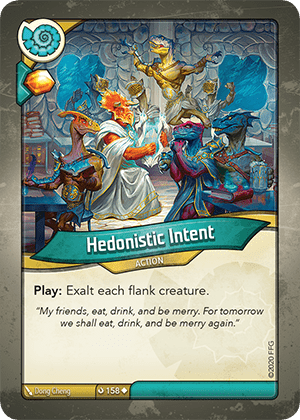 Hedonistic Intent
ACTION
Play: Exalt each flank creature.
“My friends, eat, drink, and be merry. For tomorrow
we shall eat, drink, and be merry again.”
Dong Cheng
158
©2020 FFG